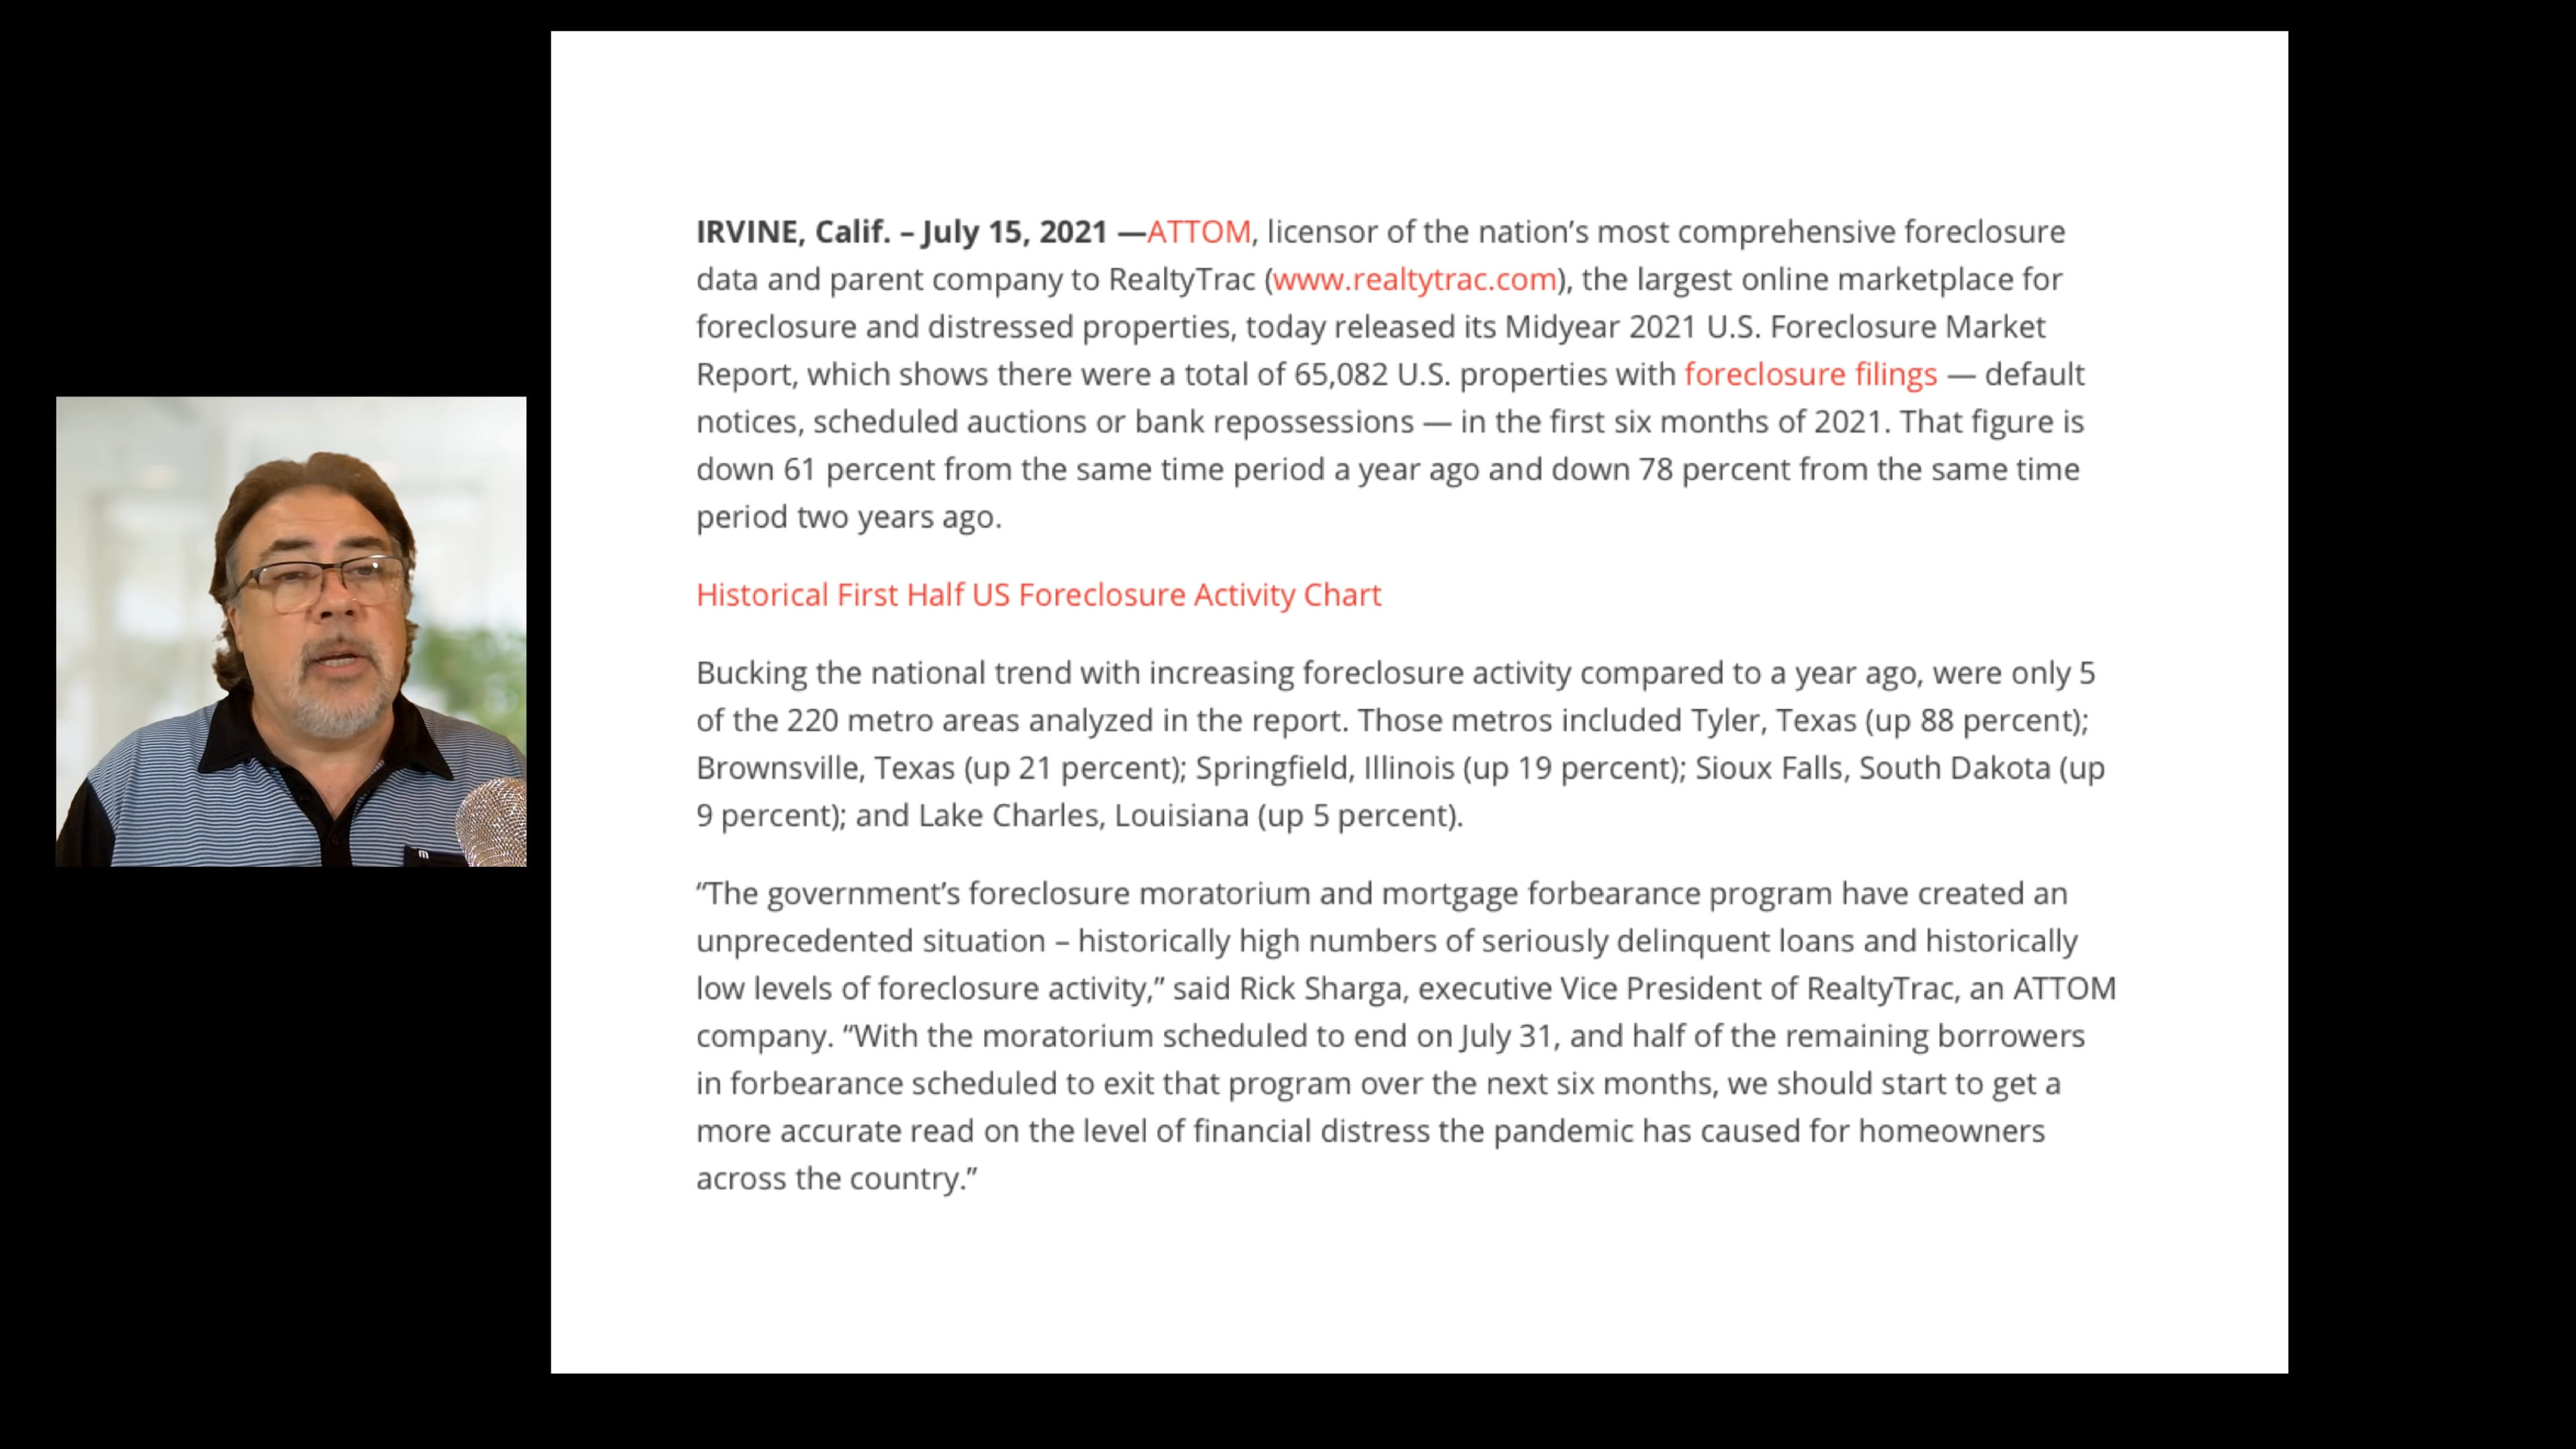 IRVINE, Calif. – July 15, 2021 —ATTOM, licensor of the nation’s most comprehensive foreclosure
data and parent company to RealtyTrac (www.realtytrac.com), the largest online marketplace for
foreclosure and distressed properties, today released its Midyear 2021 U.S. Foreclosure Market
Report, which shows there were a total of 65,082 U.S. properties with foreclosure filings — default
notices, scheduled auctions or bank repossessions — in the first six months of 2021. That figure is
down 61 percent from the same time period a year ago and down 78 percent from the same time
period two years ago.
Historical First Half US Foreclosure Activity Chart
Bucking the national trend with increasing foreclosure activity compared to a year ago, were only 5
of the 220 metro areas analyzed in the report. Those metros included Tyler, Texas (up 88 percent);
Brownsville, Texas (up 21 percent); Springfield, Illinois (up 19 percent); Sioux Falls, South Dakota (up
9 percent); and Lake Charles, Louisiana (up 5 percent).
“The government’s foreclosure moratorium and mortgage forbearance program have created an
unprecedented situation – historically high numbers of seriously delinquent loans and historically
low levels of foreclosure activity,” said Rick Sharga, executive Vice President of RealtyTrac, an ATTOM
company. “With the moratorium scheduled to end on July 31, and half of the remaining borrowers
in forbearance scheduled to exit that program over the next six months, we should start to get a
more accurate read on the level of financial distress the pandemic has caused for homeowners
across the country.”